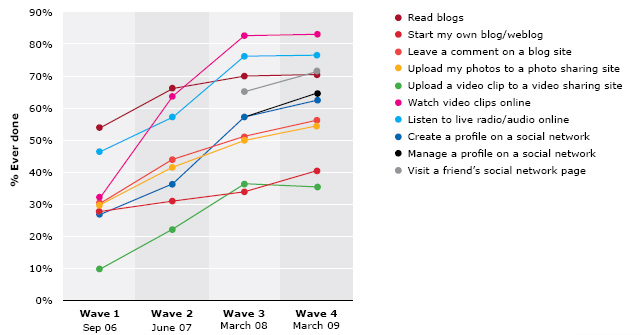 90%
80%
70%
60%
50%
40%
30%
20%
10%
0%
% Ever done
Wave 1
Sep 06
Wave 2
June 07
Wave 3
March 08
Wave 4
March 09
Read blogs
Start my own blog/weblog
Leave a comment on a blog site
Upload my photos to a photo sharing site
Upload a video clip to a video sharing site
Watch video clips online
Listen to live radio/audio online
Create a profile on a social network
Manage a profile on a social network
Visit a friend’s social network page